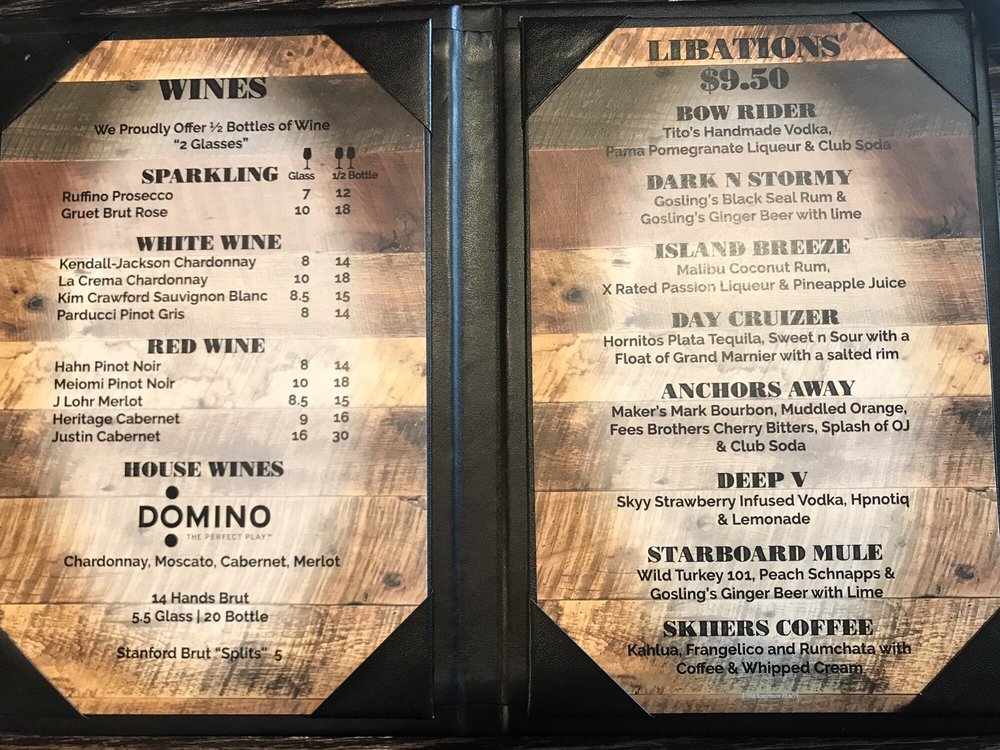 WINES
We Proudly Offer ½ Bottles of Wine
“2 Glasses”
SPARKLING Glass 1/2 Bottle
Ruffino Prosecco 7 12
Gruet Brut Rose 10 18
WHITE WINE
Kendall-Jackson Chardonnay 8 14
La Crema Chardonnay 10 18
Kim Crawford Sauvignon Blanc 8.5 15
Parducci Pinot Gris 8 14
RED WINE
Hahn Pinot Noir 8 14
Meiomi Pinot Noir 10 18
J Lohr Merlot 8.5 15
Heritage Cabernet 9 16
Justin Cabernet 16 30
HOUSE WINES
DOMINO
THE PERFECT PLAY™
Chardonnay, Moscato, Cabernet, Merlot
14 Hands Brut
5.5 Glass | 20 Bottle
Stanford Brut “Splits” 5
LIBATIONS
$9.50
BOW RIDER
Tito's Handmade Vodka,
Pama Pomegranate Liqueur & Club Soda
DARK N STORMY
Gosling's Black Seal Rum &
Gosling's Ginger Beer with lime
ISLAND BREEZE
Malibu Coconut Rum,
X Rated Passion Liqueur & Pineapple Juice
DAY CRUIZER
Hornitos Plata Tequila, Sweet n Sour with a
Float of Grand Marnier with a salted rim
ANCHORS AWAY
Maker's Mark Bourbon, Muddled Orange,
Fees Brothers Cherry Bitters, Splash of OJ
& Club Soda
DEEP V
Skyy Strawberry Infused Vodka, Hpnotiq
& Lemonade
STARBOARD MULE
Wild Turkey 101, Peach Schnapps &
Gosling's Ginger Beer with Lime
SKIIERS COFFEE
Kahlua, Frangelico and Rumchata with
Coffee & Whipped Cream